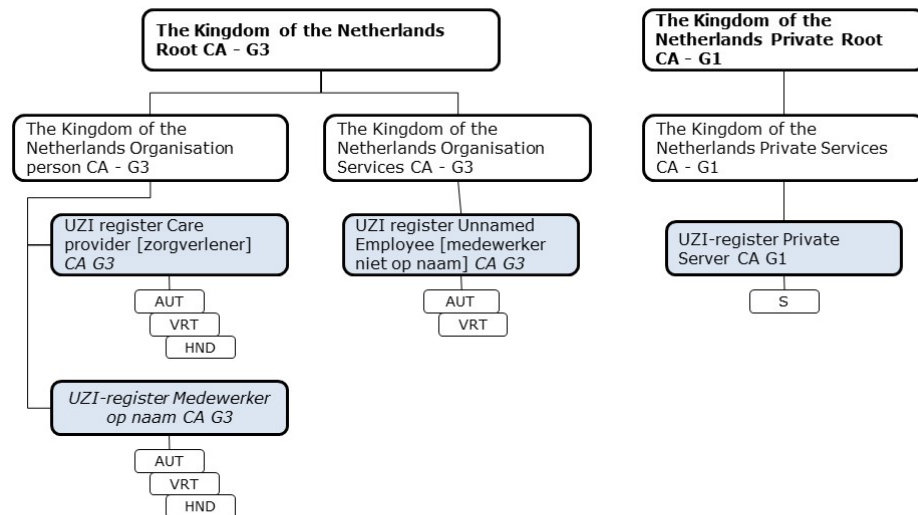 The Kingdom of the Netherlands
Root CA - G3
The Kingdom of the
Netherlands Private Root
CA - G1
The Kingdom of the
Netherlands Organisation
person CA - G3
The Kingdom of the
Netherlands Organisation
Services CA - G3
The Kingdom of the
Netherlands Private Services
CA - G1
UZI register Care
provider [zorgverlener]
CA G3
UZI register Unnamed
Employee [medewerker
niet op naam] CA G3
UZI-register Private
Server CA G1
AUT
VRT
HND
AUT
VRT
S
UZI-register Medewerker
op naam CA G3
AUT
VRT
HND